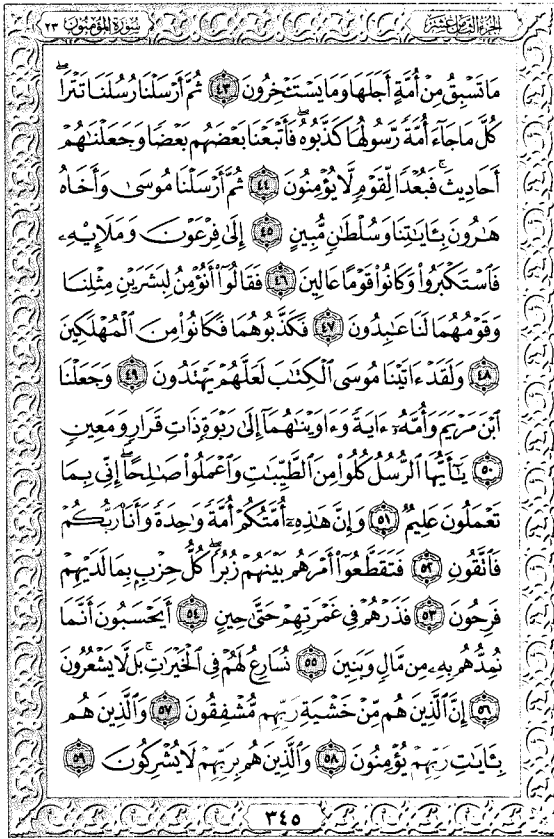 الجزء الثامن عشر
سورة المؤمنون ٢٣
مَا تَسْبِقُ مِنْ أُمَّةٍ أَجَلَهَا وَمَا يَسْتَـْٔخِرُونَ ٤٣ ثُمَّ أَرْسَلْنَا رُسُلَنَا تَتْرَاۖ
كُلَّ مَا جَآءَ أُمَّةً رَّسُولُهَا كَذَّبُوهُۖ فَأَتْبَعْنَا بَعْضَهُم بَعْضًا وَجَعَلْنَٰهُمْ
أَحَادِيثَۚ فَبُعْدًا لِّقَوْمٍ لَّا يُؤْمِنُونَ ٤٤ ثُمَّ أَرْسَلْنَا مُوسَىٰ وَأَخَاهُ
هَٰرُونَ بِـَٔايَٰتِنَا وَسُلْطَٰنٍ مُّبِينٍ ٤٥ إِلَىٰ فِرْعَوْنَ وَمَلَإِي۟هِۦ
فَٱسْتَكْبَرُوا۟ وَكَانُوا۟ قَوْمًا عَالِينَ ٤٦ فَقَالُوٓا۟ أَنُؤْمِنُ لِبَشَرَيْنِ مِثْلِنَا
وَقَوْمُهُمَا لَنَا عَٰبِدُونَ ٤٧ فَكَذَّبُوهُمَا فَكَانُوا۟ مِنَ ٱلْمُهْلَكِينَ
٤٨ وَلَقَدْ ءَاتَيْنَا مُوسَى ٱلْكِتَٰبَ لَعَلَّهُمْ يَهْتَدُونَ ٤٩ وَجَعَلْنَا
ٱبْنَ مَرْيَمَ وَأُمَّهُۥٓ ءَايَةً وَءَاوَيْنَٰهُمَآ إِلَىٰ رَبْوَةٍ ذَاتِ قَرَارٍ وَمَعِينٍ
٥٠ يَٰٓأَيُّهَا ٱلرُّسُلُ كُلُوا۟ مِنَ ٱلطَّيِّبَٰتِ وَٱعْمَلُوا۟ صَٰلِحًاۖ إِنِّى بِمَا
تَعْمَلُونَ عَلِيمٌ ٥١ وَإِنَّ هَٰذِهِۦٓ أُمَّتُكُمْ أُمَّةً وَٰحِدَةً وَأَنَا۠ رَبُّكُمْ
فَٱتَّقُونِ ٥٢ فَتَقَطَّعُوٓا۟ أَمْرَهُم بَيْنَهُمْ زُبُرًاۖ كُلُّ حِزْبٍۭ بِمَا لَدَيْهِمْ
فَرِحُونَ ٥٣ فَذَرْهُمْ فِى غَمْرَتِهِمْ حَتَّىٰ حِينٍ ٥٤ أَيَحْسَبُونَ أَنَّمَا
نُمِدُّهُم بِهِۦ مِن مَّالٍ وَبَنِينَ ٥٥ نُسَارِعُ لَهُمْ فِى ٱلْخَيْرَٰتِۚ بَل لَّا يَشْعُرُونَ
٥٦ إِنَّ ٱلَّذِينَ هُم مِّنْ خَشْيَةِ رَبِّهِم مُّشْفِقُونَ ٥٧ وَٱلَّذِينَ هُم
بِـَٔايَٰتِ رَبِّهِمْ يُؤْمِنُونَ ٥٨ وَٱلَّذِينَ هُم بِرَبِّهِمْ لَا يُشْرِكُونَ ٥٩
٣٤٥